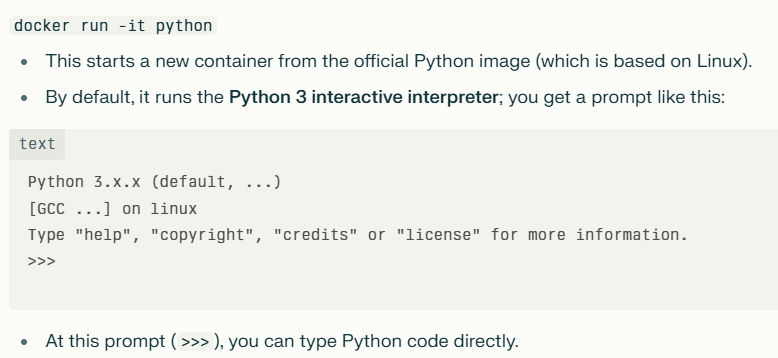 docker run -it python
• This starts a new container from the official Python image (which is based on Linux).
• By default, it runs the Python 3 interactive interpreter; you get a prompt like this:
text
Python 3.x.x (default, ...)
[GCC ...] on linux
Type "help", "copyright", "credits" or "license" for more information.
>>>
• At this prompt (>>>), you can type Python code directly.